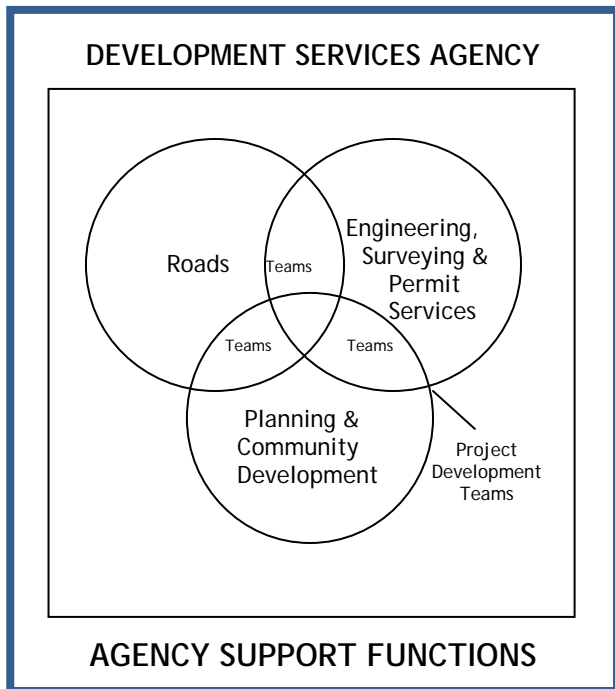 DEVELOPMENT SERVICES AGENCY
Roads
Teams
Engineering,
Surveying &
Permit
Services
Teams
Teams
Planning &
Community
Development
Project
Development
Teams
AGENCY SUPPORT FUNCTIONS